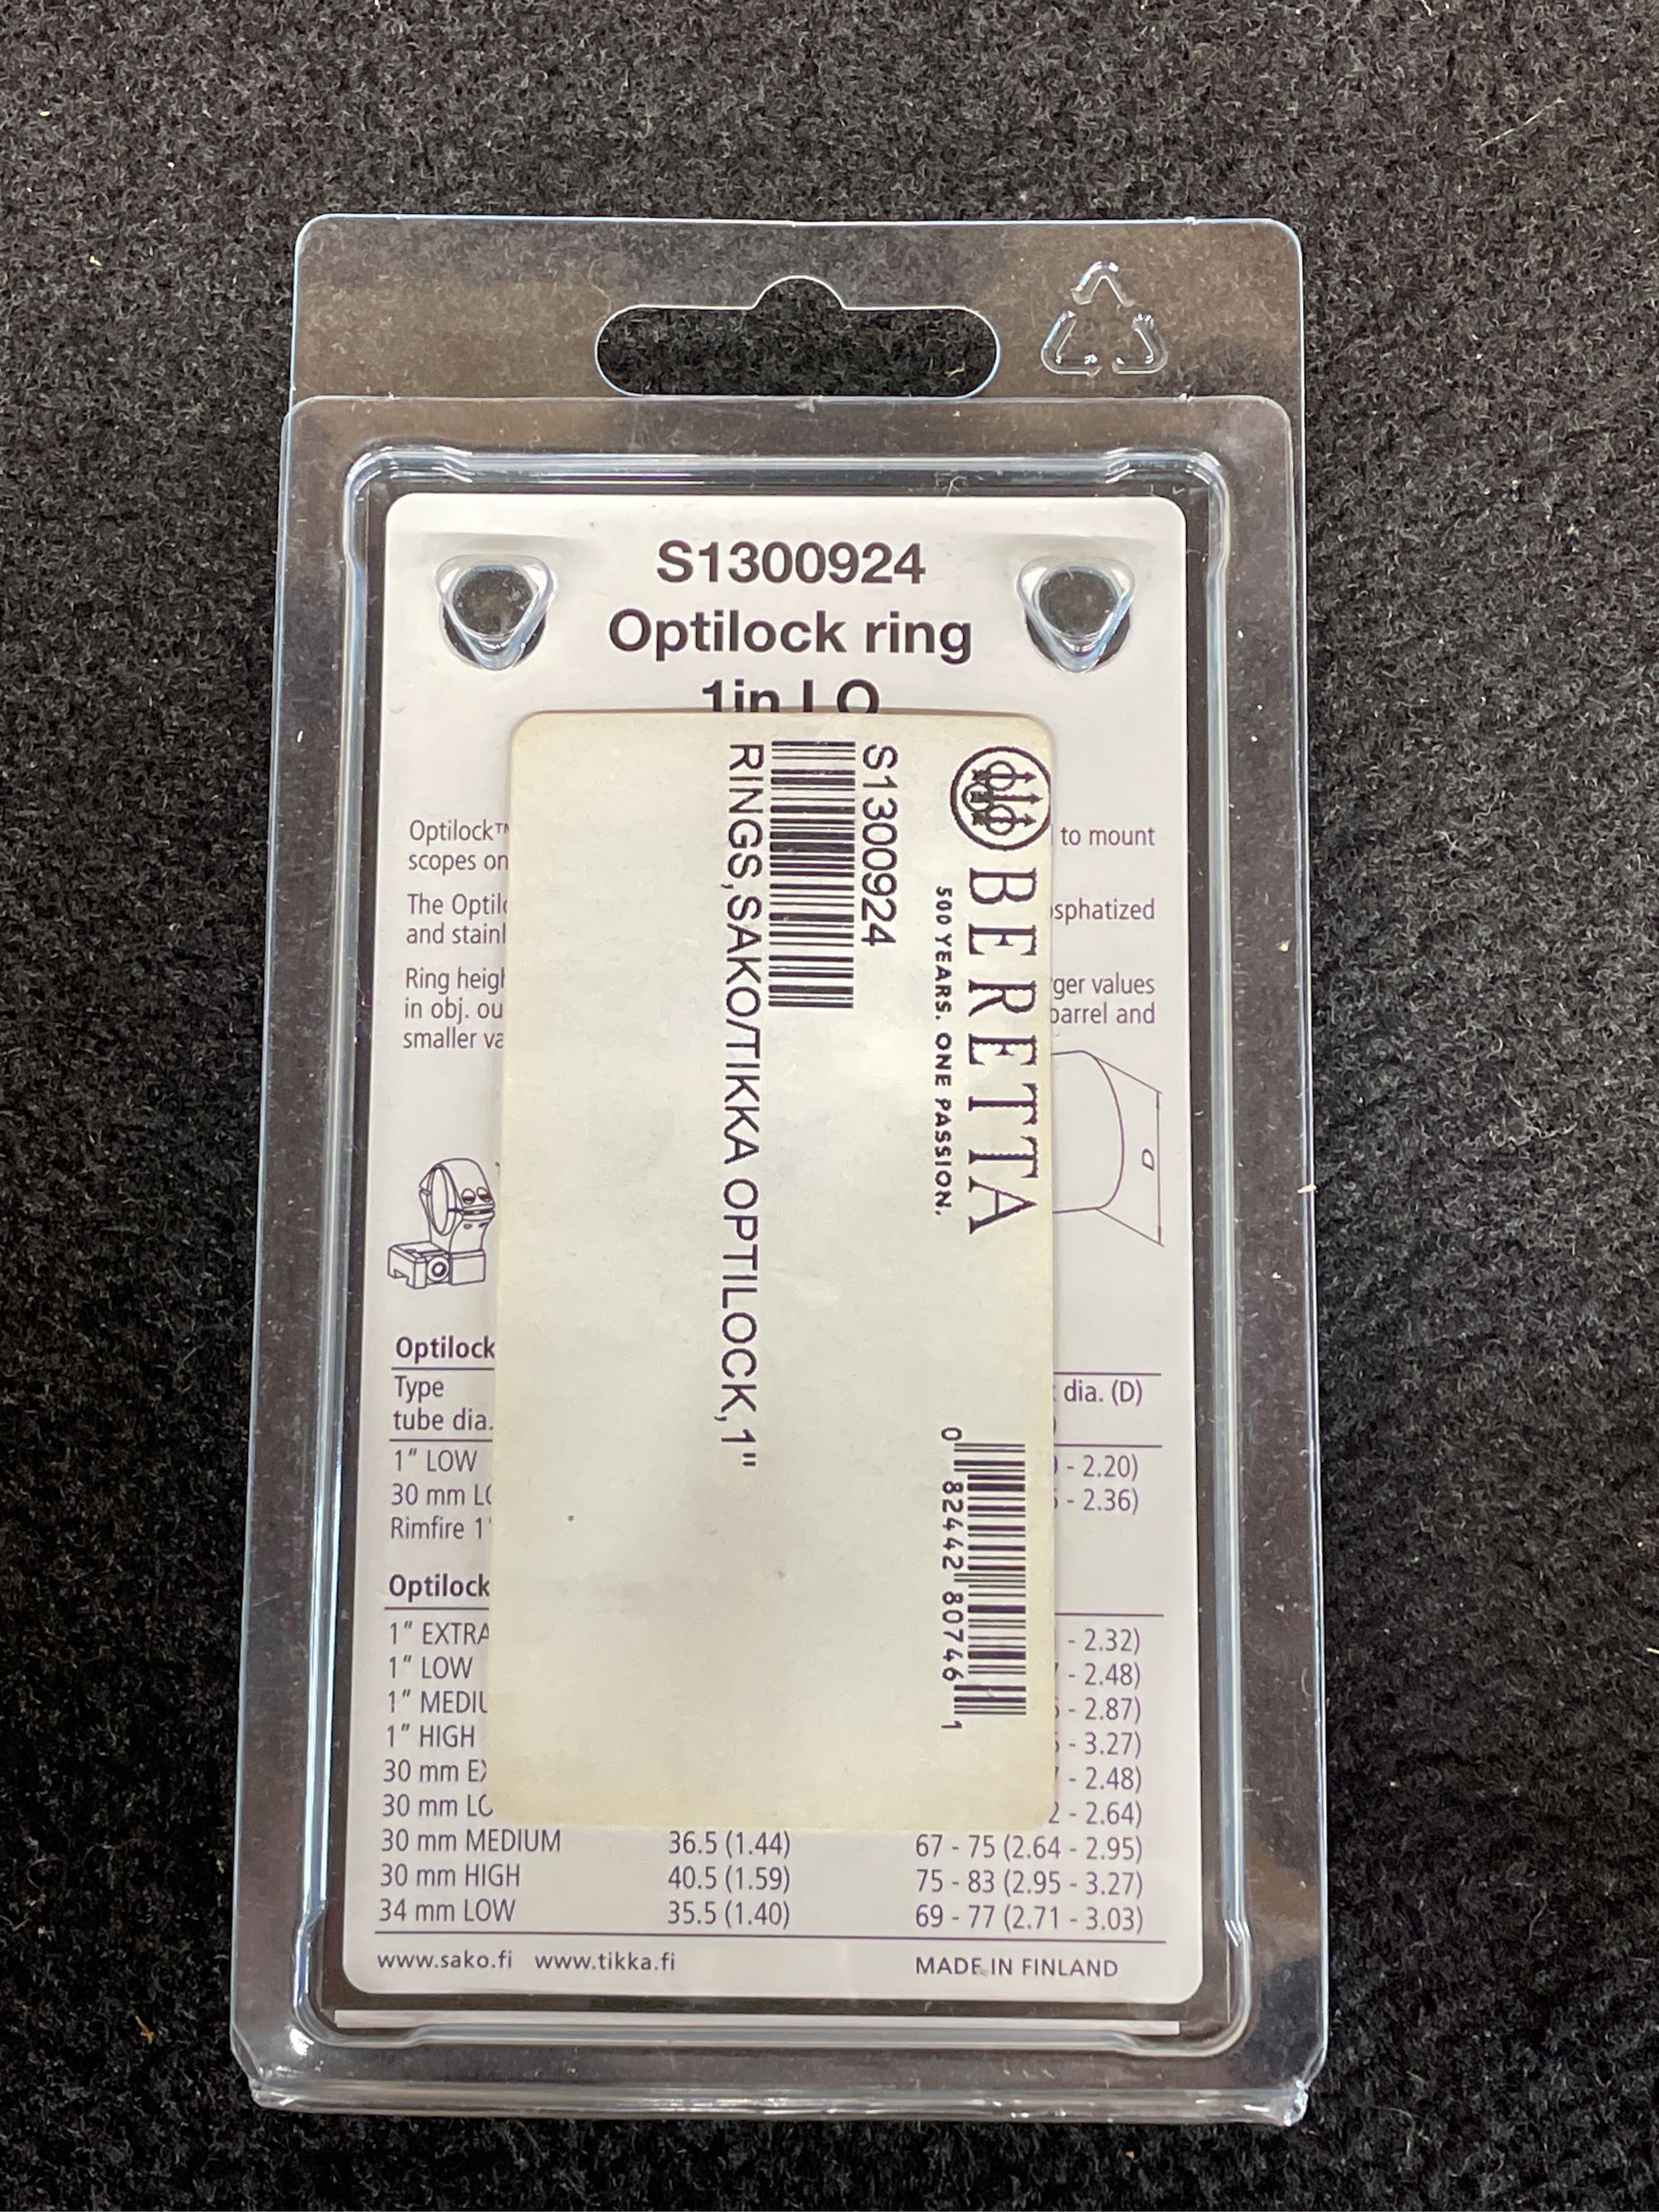 S1300924
Optilock ring
1in LO
Optilock™ to mount
scopes on
The Optilo sphatized
and stainl
Ring heigh ger values
in obj. ou barrel and
smaller va
Optilock
Type dia. (D)
tube dia.
1" LOW - 2.20)
30 mm LO - 2.36)
Rimfire 1"
Optilock
1" EXTRA - 2.32)
1" LOW - 2.48)
1" MEDIU - 2.87)
1" HIGH - 3.27)
30 mm EX - 2.48)
30 mm LO 2 - 2.64)
30 mm MEDIUM 36.5 (1.44) 67 - 75 (2.64 - 2.95)
30 mm HIGH 40.5 (1.59) 75 - 83 (2.95 - 3.27)
34 mm LOW 35.5 (1.40) 69 - 77 (2.71 - 3.03)
www.sako.fi www.tikka.fi MADE IN FINLAND
BERETTA
500 YEARS. ONE PASSION.
0 82442 80746 1
S1300924
RINGS,SAKO/TIKKA OPTILOCK,1"